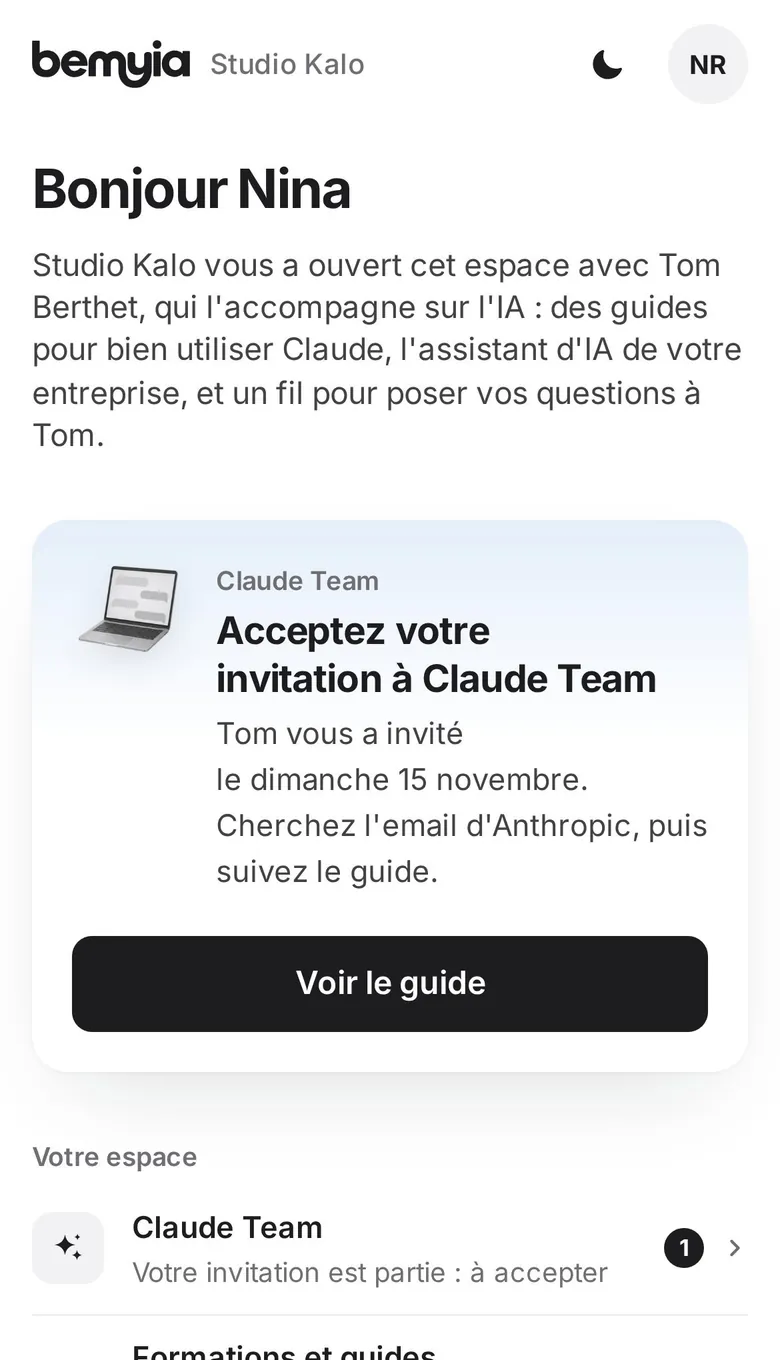 bemyia Studio Kalo
NR
Bonjour Nina
Studio Kalo vous a ouvert cet espace avec Tom
Berthet, qui l'accompagne sur l'IA : des guides
pour bien utiliser Claude, l'assistant d'IA de votre
entreprise, et un fil pour poser vos questions à
Tom.
Claude Team
Acceptez votre
invitation à Claude Team
Tom vous a invité
le dimanche 15 novembre.
Cherchez l'email d'Anthropic, puis
suivez le guide.
Voir le guide
Votre espace
Claude Team
1
Votre invitation est partie : à accepter
Formations et guides